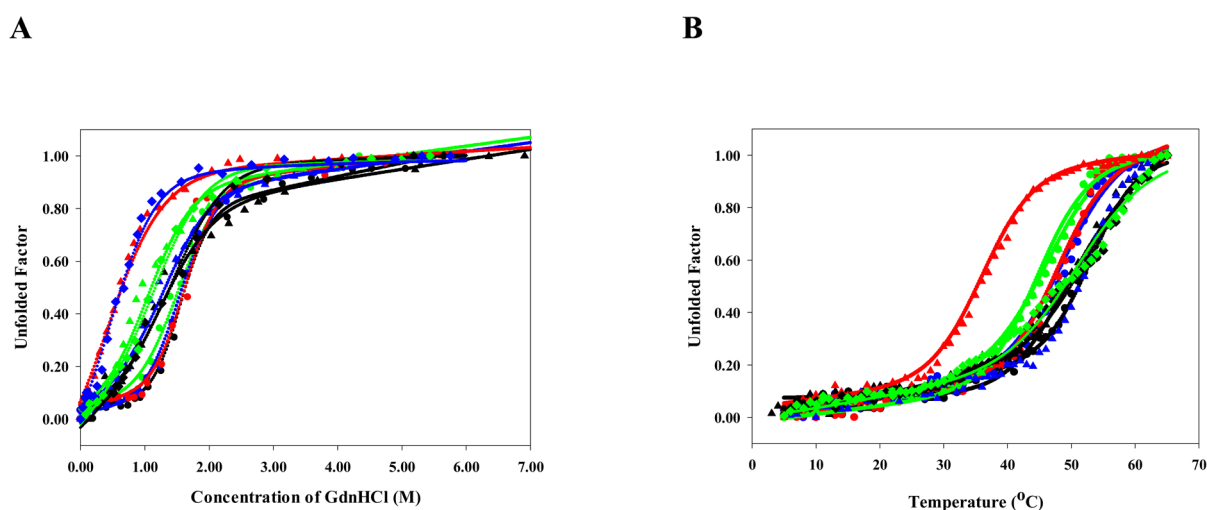 A
B
Unfolded Factor
1.00
0.80
0.60
0.40
0.20
0.00
0.00 1.00 2.00 3.00 4.00 5.00 6.00 7.00
Concentration of GdnHCl (M)
Unfolded Factor
1.00
0.80
0.60
0.40
0.20
0.00
0 10 20 30 40 50 60 70
Temperature (⁰C)